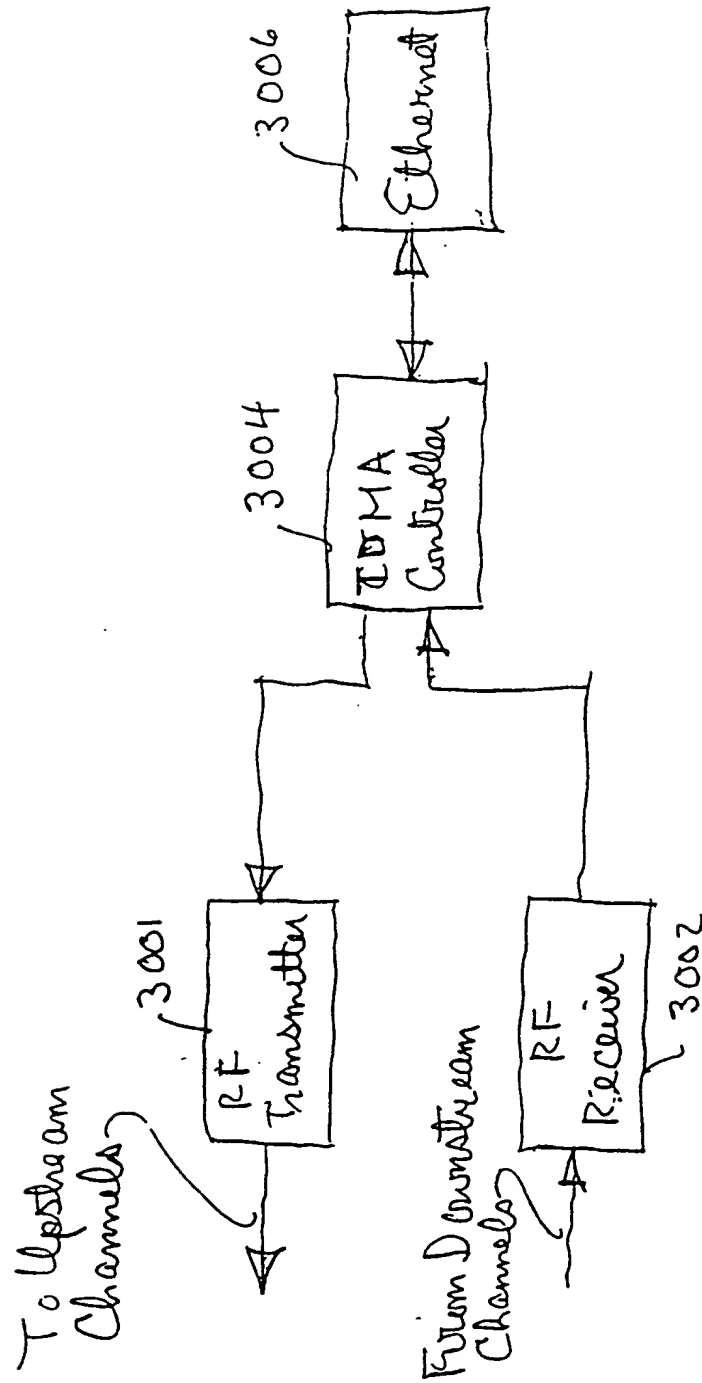 To Upstream
Channels
3001
RF
Transmitter
3004
TDMA
Controller
3006
Ethernet
From Downstream
Channels
RF
Receiver
3002